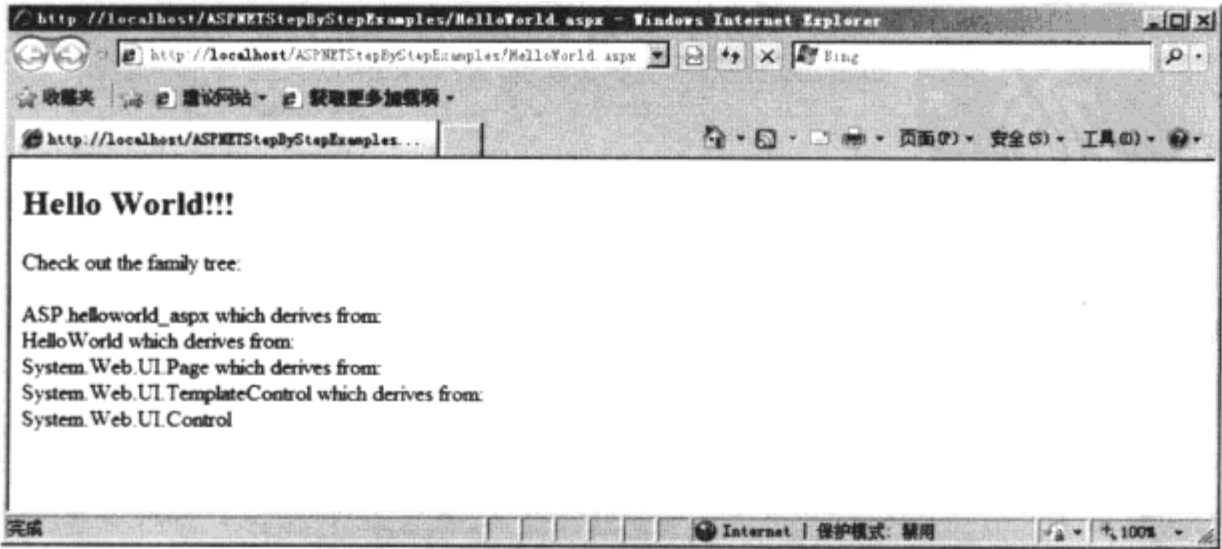 http://localhost/ASPNETStepByStepExamples/HelloWorld.aspx - Windows Internet Explorer
http://localhost/ASPNETStepByStepExamples/HelloWorld.aspx
Bing
收藏夹 建议网站 获取更多加载项
http://localhost/ASPNETStepByStepExamples...
页面(P) 安全(S) 工具(O)
Hello World!!!
Check out the family tree:
ASP.helloworld_aspx which derives from:
HelloWorld which derives from:
System.Web.UI.Page which derives from:
System.Web.UI.TemplateControl which derives from:
System.Web.UI.Control
完成
Internet | 保护模式: 禁用
100%